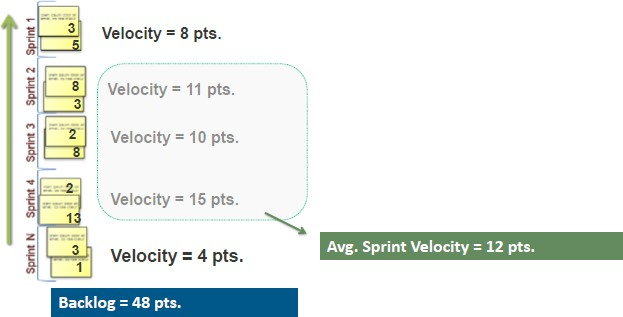 Sprint 1
3
5
Velocity = 8 pts.
Sprint 2
8
3
Velocity = 11 pts.
Sprint 3
2
8
Velocity = 10 pts.
Sprint 4
2
13
Velocity = 15 pts.
Avg. Sprint Velocity = 12 pts.
Sprint N
3
1
Velocity = 4 pts.
Backlog = 48 pts.